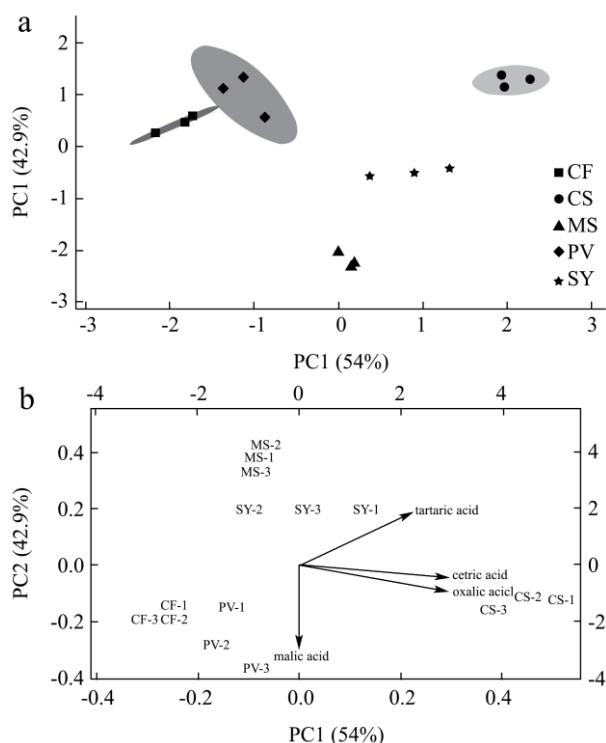 a
2
1
0
-1
-2
-3
PC1 (42.9%)
CF
CS
MS
PV
SY
-3 -2 -1 0 1 2 3
PC1 (54%)
b
-4 -2 0 2 4
0.4
0.2
0.0
-0.2
-0.4
PC2 (42.9%)
4
2
0
-2
4
MS-2
MS-1
MS-3
SY-2 SY-3 SY-1
tartaric acid
cetric acid
oxalic acicl
CS-2 CS-1
CS-3
CF-1 PV-1
CF-3 CF-2
PV-2
malic acid
PV-3
-0.4 -0.2 0.0 0.2 0.4
PC1 (54%)